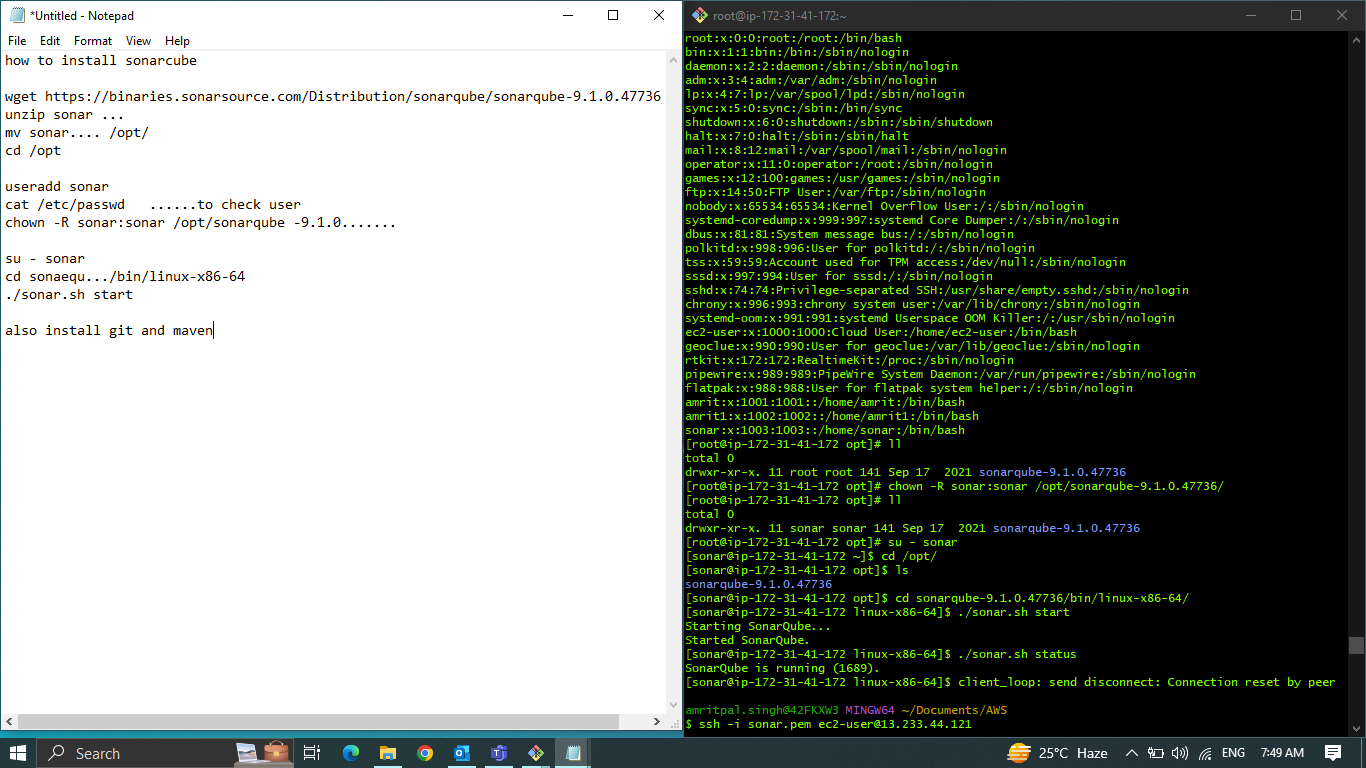 *Untitled - Notepad
File Edit Format View Help
how to install sonarcube
wget https://binaries.sonarsource.com/Distribution/sonarqube/sonarqube-9.1.0.47736
unzip sonar ...
mv sonar.... /opt/
cd /opt
useradd sonar
cat /etc/passwd   ......to check user
chown -R sonar:sonar /opt/sonarqube -9.1.0.......
su - sonar
cd sonaequ.../bin/linux-x86-64
./sonar.sh start
also install git and maven
root@ip-172-31-41-172:~
root:x:0:0:root:/root:/bin/bash
bin:x:1:1:bin:/bin:/sbin/nologin
daemon:x:2:2:daemon:/sbin:/sbin/nologin
adm:x:3:4:adm:/var/adm:/sbin/nologin
lp:x:4:7:lp:/var/spool/lpd:/sbin/nologin
sync:x:5:0:sync:/sbin:/bin/sync
shutdown:x:6:0:shutdown:/sbin:/sbin/shutdown
halt:x:7:0:halt:/sbin:/sbin/halt
mail:x:8:12:mail:/var/spool/mail:/sbin/nologin
operator:x:11:0:operator:/root:/sbin/nologin
games:x:12:100:games:/usr/games:/sbin/nologin
ftp:x:14:50:FTP User:/var/ftp:/sbin/nologin
nobody:x:65534:65534:Kernel Overflow User:/:/sbin/nologin
systemd-coredump:x:999:997:systemd Core Dumper:/:/sbin/nologin
dbus:x:81:81:System message bus:/:/sbin/nologin
polkitd:x:998:996:User for polkitd:/:/sbin/nologin
tss:x:59:59:Account used for TPM access:/dev/null:/sbin/nologin
sssd:x:997:994:User for sssd:/:/sbin/nologin
sshd:x:74:74:Privilege-separated SSH:/usr/share/empty.sshd:/sbin/nologin
chrony:x:996:993:chrony system user:/var/lib/chrony:/sbin/nologin
systemd-oom:x:991:991:systemd Userspace OOM Killer:/:/usr/sbin/nologin
ec2-user:x:1000:1000:Cloud User:/home/ec2-user:/bin/bash
geoclue:x:990:990:User for geoclue:/var/lib/geoclue:/sbin/nologin
rtkit:x:172:172:RealtimeKit:/proc:/sbin/nologin
pipewire:x:989:989:PipeWire System Daemon:/var/run/pipewire:/sbin/nologin
flatpak:x:988:988:User for flatpak system helper:/:/sbin/nologin
amrit:x:1001:1001::/home/amrit:/bin/bash
amrit1:x:1002:1002::/home/amrit1:/bin/bash
sonar:x:1003:1003::/home/sonar:/bin/bash
[root@ip-172-31-41-172 opt]# ll
total 0
drwxr-xr-x. 11 root root 141 Sep 17  2021 sonarqube-9.1.0.47736
[root@ip-172-31-41-172 opt]# chown -R sonar:sonar /opt/sonarqube-9.1.0.47736/
[root@ip-172-31-41-172 opt]# ll
total 0
drwxr-xr-x. 11 sonar sonar 141 Sep 17  2021 sonarqube-9.1.0.47736
[root@ip-172-31-41-172 opt]# su - sonar
[sonar@ip-172-31-41-172 ~]$ cd /opt/
[sonar@ip-172-31-41-172 opt]$ ls
sonarqube-9.1.0.47736
[sonar@ip-172-31-41-172 opt]$ cd sonarqube-9.1.0.47736/bin/linux-x86-64/
[sonar@ip-172-31-41-172 linux-x86-64]$ ./sonar.sh start
Starting SonarQube...
Started SonarQube.
[sonar@ip-172-31-41-172 linux-x86-64]$ ./sonar.sh status
SonarQube is running (1689).
[sonar@ip-172-31-41-172 linux-x86-64]$ client_loop: send disconnect: Connection reset by peer
amritpal.singh@42FKXW3 MINGW64 ~/Documents/AWS
$ ssh -i sonar.pem ec2-user@13.233.44.121
Search
25°C Haze
ENG
7:49 AM